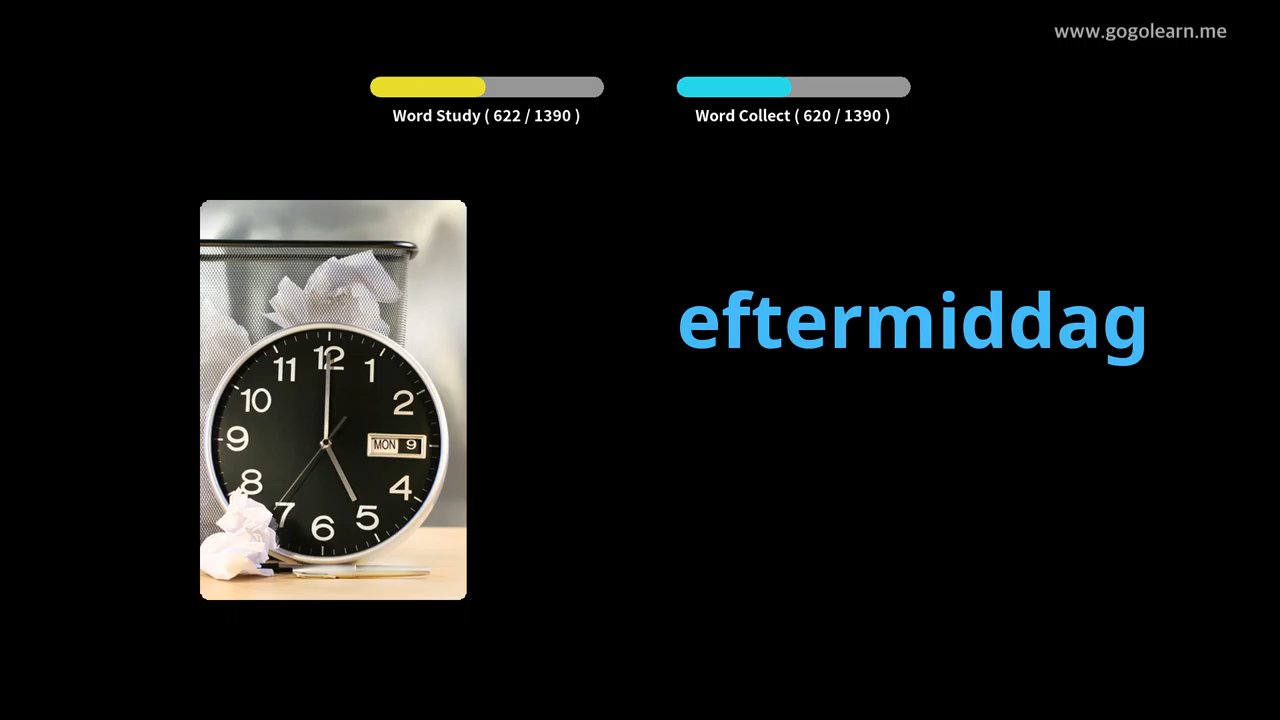 www.gogolearn.me
Word Study ( 622 / 1390 )
Word Collect ( 620 / 1390 )
eftermiddag
12
11
1
10
2
9
MON 9
8
4
7
5
6